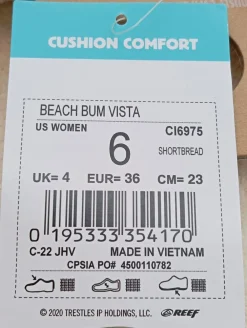 CUSHION COMFORT
BEACH BUM VISTA
US WOMEN 6 CI6975
SHORTBREAD
UK= 4 EUR= 36 CM= 23
0 195333 354170
C-22 JHV MADE IN VIETNAM
CPSIA PO# 4500110782
© 2020 TRESTLES IP HOLDINGS, LLC. REEF